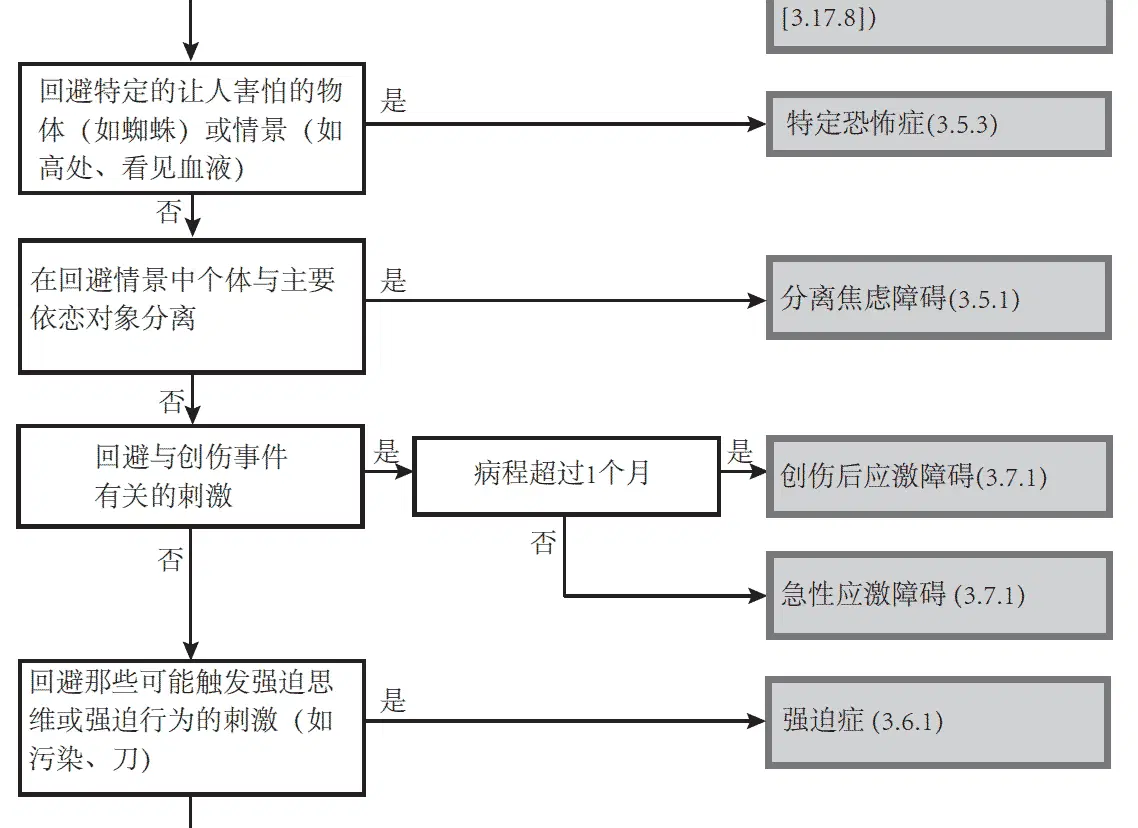 [3.17.8])
回避特定的让人害怕的物
体（如蜘蛛）或情景（如
高处、看见血液）
是
特定恐怖症(3.5.3)
否
在回避情景中个体与主要
依恋对象分离
是
分离焦虑障碍(3.5.1)
否
回避与创伤事件
有关的刺激
是
病程超过1个月
是
创伤后应激障碍(3.7.1)
否
急性应激障碍 (3.7.1)
否
回避那些可能触发强迫思
维或强迫行为的刺激（如
污染、刀）
是
强迫症 (3.6.1)